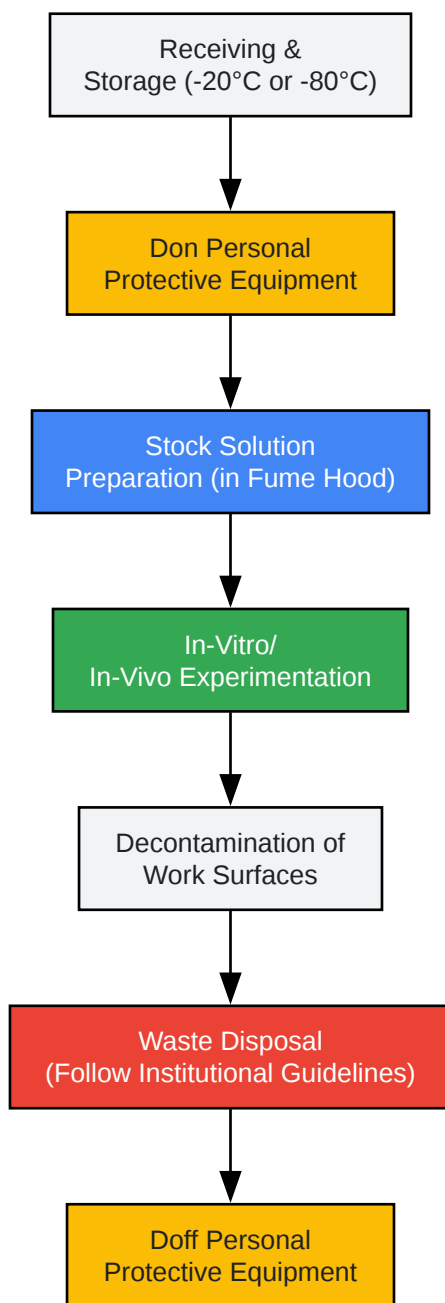 Receiving &
Storage (-20°C or -80°C)
Don Personal
Protective Equipment
Stock Solution
Preparation (in Fume Hood)
In-Vitro/
In-Vivo Experimentation
Decontamination of
Work Surfaces
Waste Disposal
(Follow Institutional Guidelines)
Doff Personal
Protective Equipment